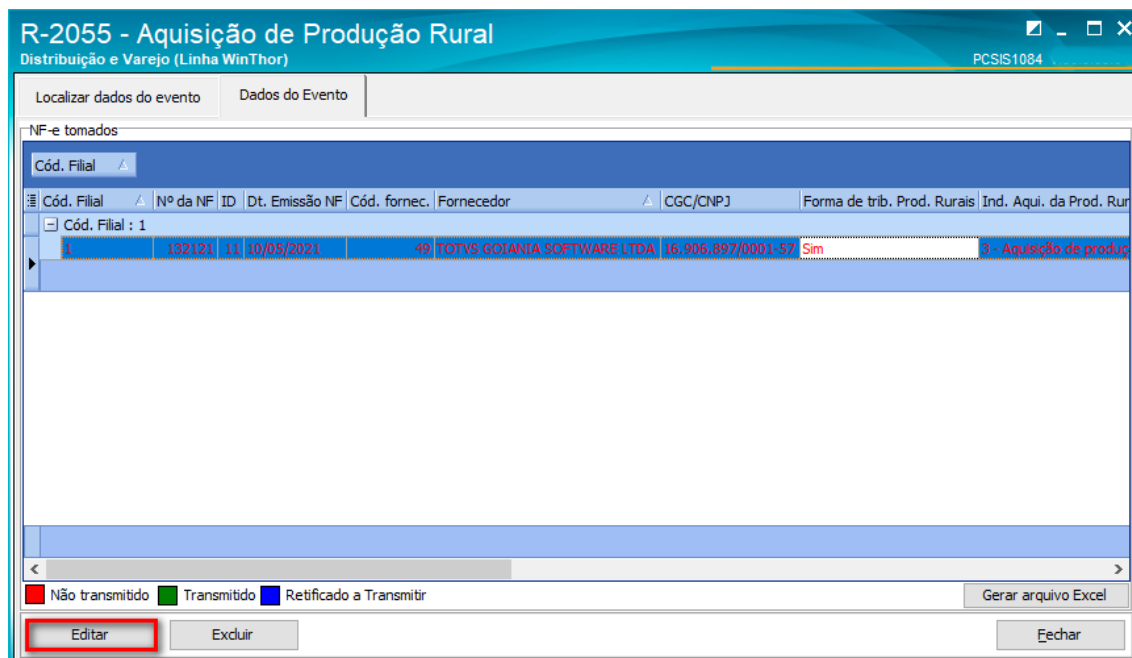 R-2055 - Aquisição de Produção Rural
Distribuição e Varejo (Linha WinThor)
PCSIS1084
Localizar dados do evento
Dados do Evento
NF-e tomados
Cód. Filial
Cód. Filial Nº da NF ID Dt. Emissão NF Cód. fornec. Fornecedor CGC/CNPJ Forma de trib. Prod. Rurais Ind. Aqui. da Prod. Rur
Cód. Filial : 1
1 132121 11 10/05/2021 49 TOTVS GOIANIA SOFTWARE LTDA 16.906.897/0001-57 Sim 3 - Aquisição de produç
Não transmitido Transmitido Retificado a Transmitir
Gerar arquivo Excel
Editar Excluir Fechar